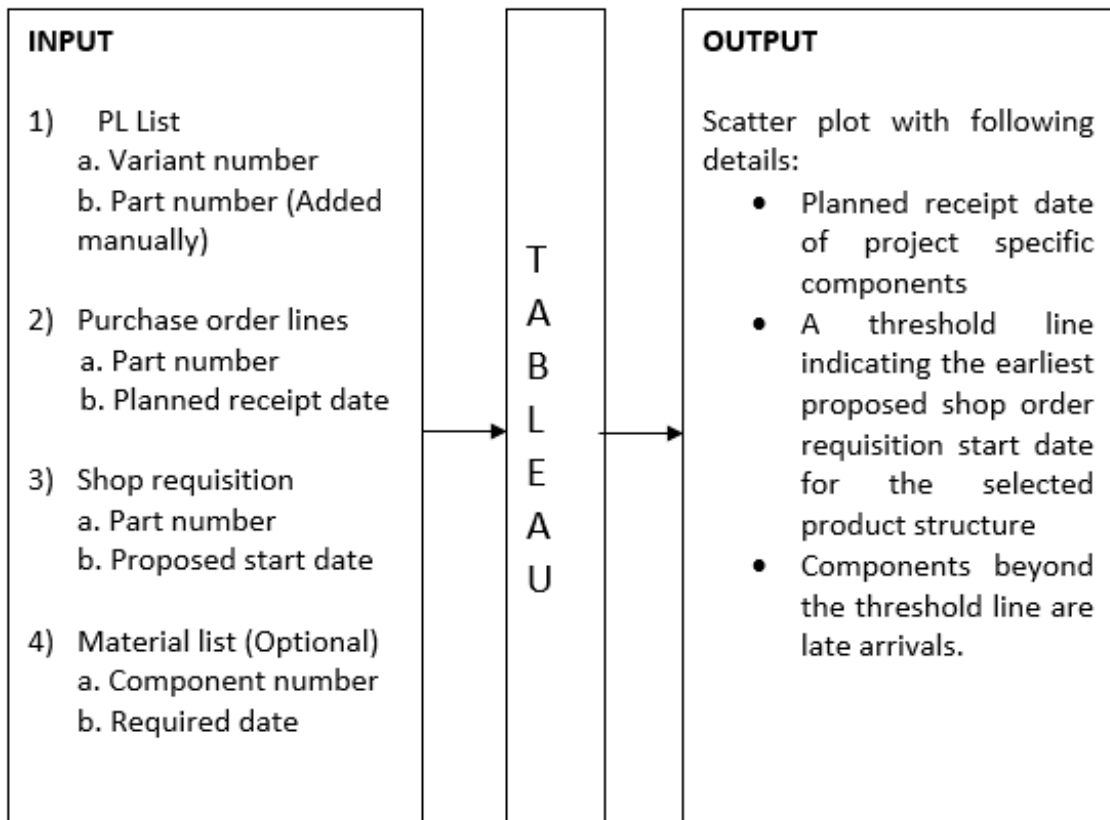 INPUT
1) PL List
a. Variant number
b. Part number (Added
manually)
2) Purchase order lines
a. Part number
b. Planned receipt date
3) Shop requisition
a. Part number
b. Proposed start date
4) Material list (Optional)
a. Component number
b. Required date
T
A
B
L
E
A
U
OUTPUT
Scatter plot with following
details:
• Planned receipt date
of project specific
components
• A threshold line
indicating the earliest
proposed shop order
requisition start date
for the selected
product structure
• Components beyond
the threshold line are
late arrivals.